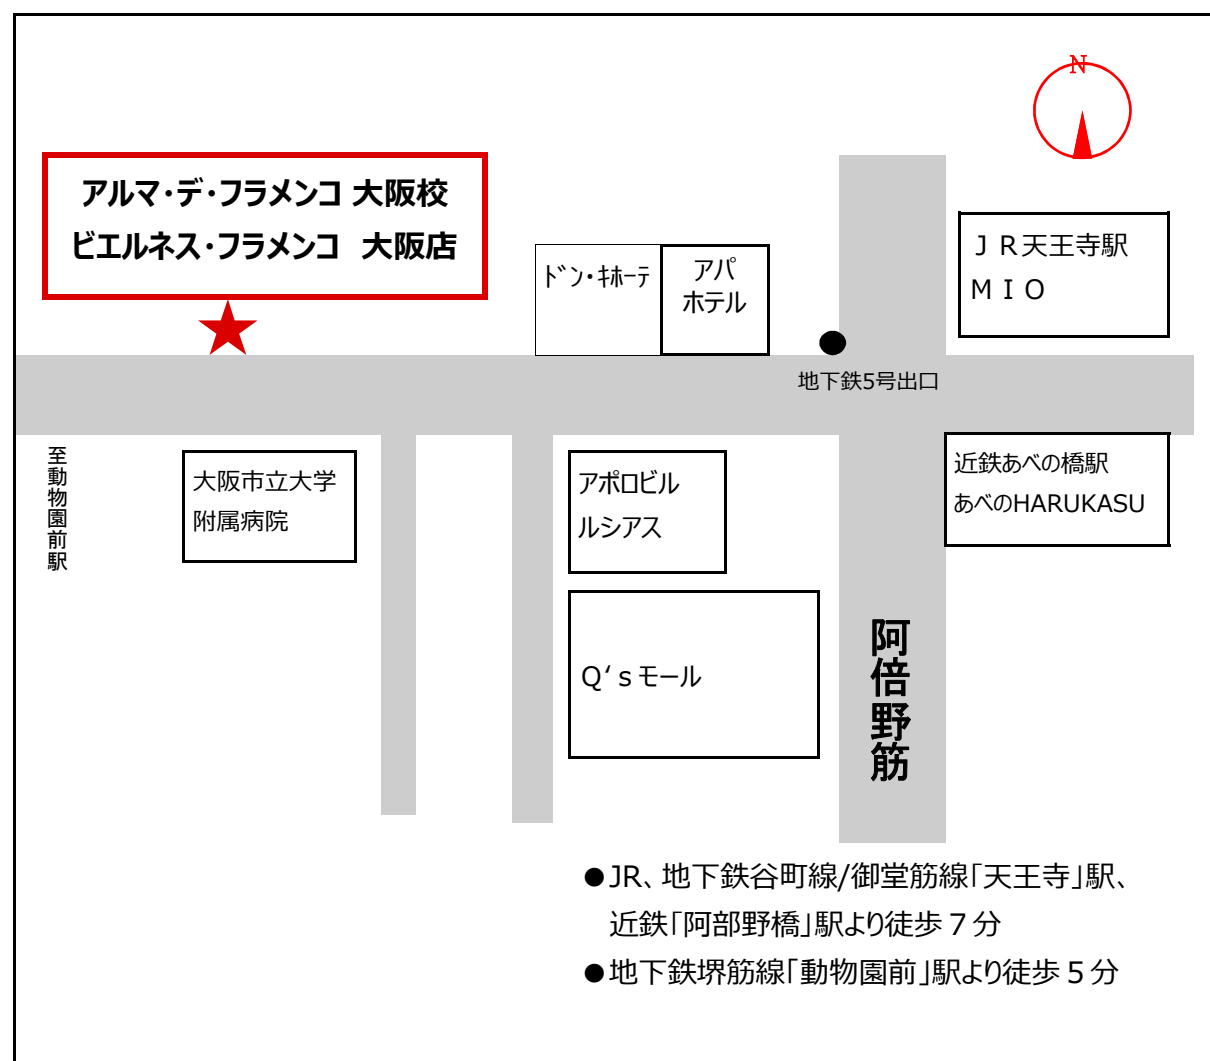 N
アルマ・デ・フラメンコ 大阪校
ビエルネス・フラメンコ 大阪店
ﾄﾞﾝ・ｷﾎｰﾃ
アパ
ホテル
ＪＲ天王寺駅
ＭＩＯ
地下鉄5号出口
至動物園前駅
大阪市立大学
附属病院
アポロビル
ルシアス
近鉄あべの橋駅
あべのHARUKASU
Ｑ‘ｓモール
阿倍野筋
●JR、地下鉄谷町線/御堂筋線「天王寺」駅、
近鉄「阿部野橋」駅より徒歩７分
●地下鉄堺筋線「動物園前」駅より徒歩５分